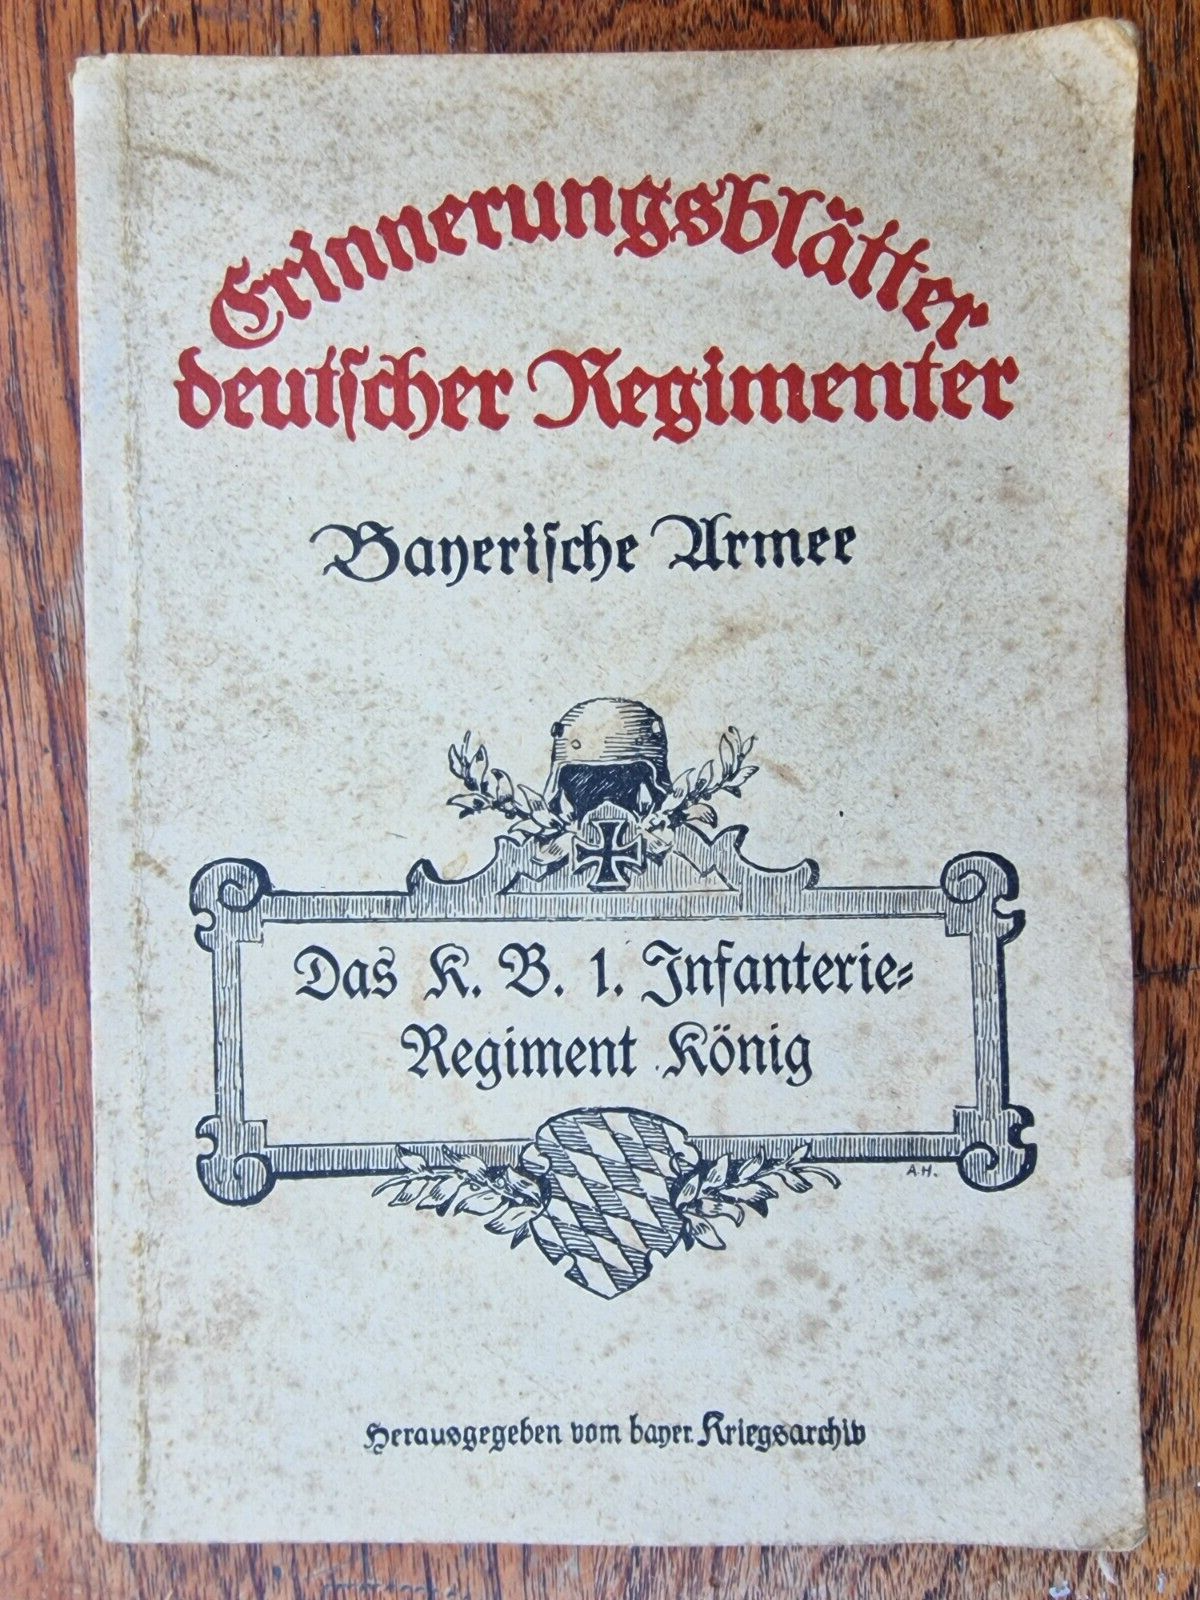 Erinnerungsblätter
deutscher Regimenter
Bayerische Armee
Das K. B. 1. Infanterie-
Regiment König
A.H.
Herausgegeben vom bayer. Kriegsarchiv